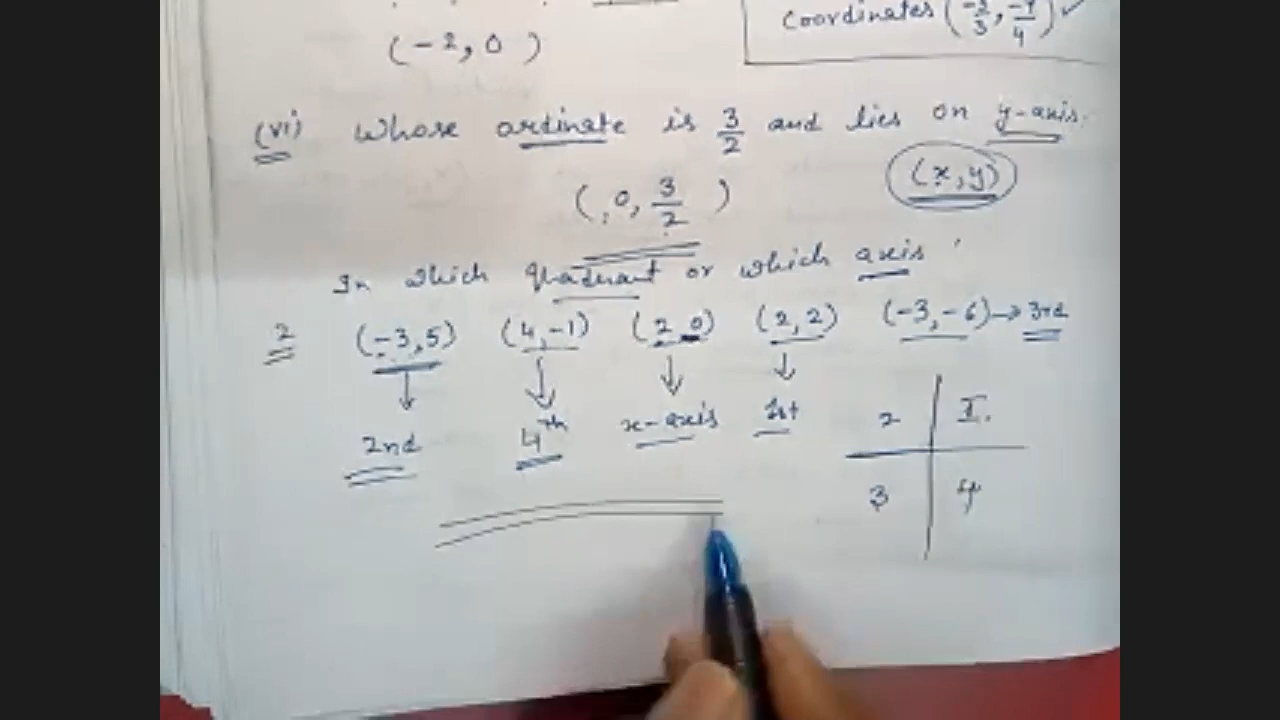 Coordinates (-3/3, -7/4) ✓
(-2, 0)
(vi) whose ordinate is 3/2 and lies on y-axis.
(x, y)
(0, 3/2)
In which quadrant or which axis
2 (-3, 5) (4, -1) (2, 0) (2, 2) (-3, -6) → 3rd
↓ ↓ ↓ ↓
2nd 4th x-axis 1st
2 I.
3 4